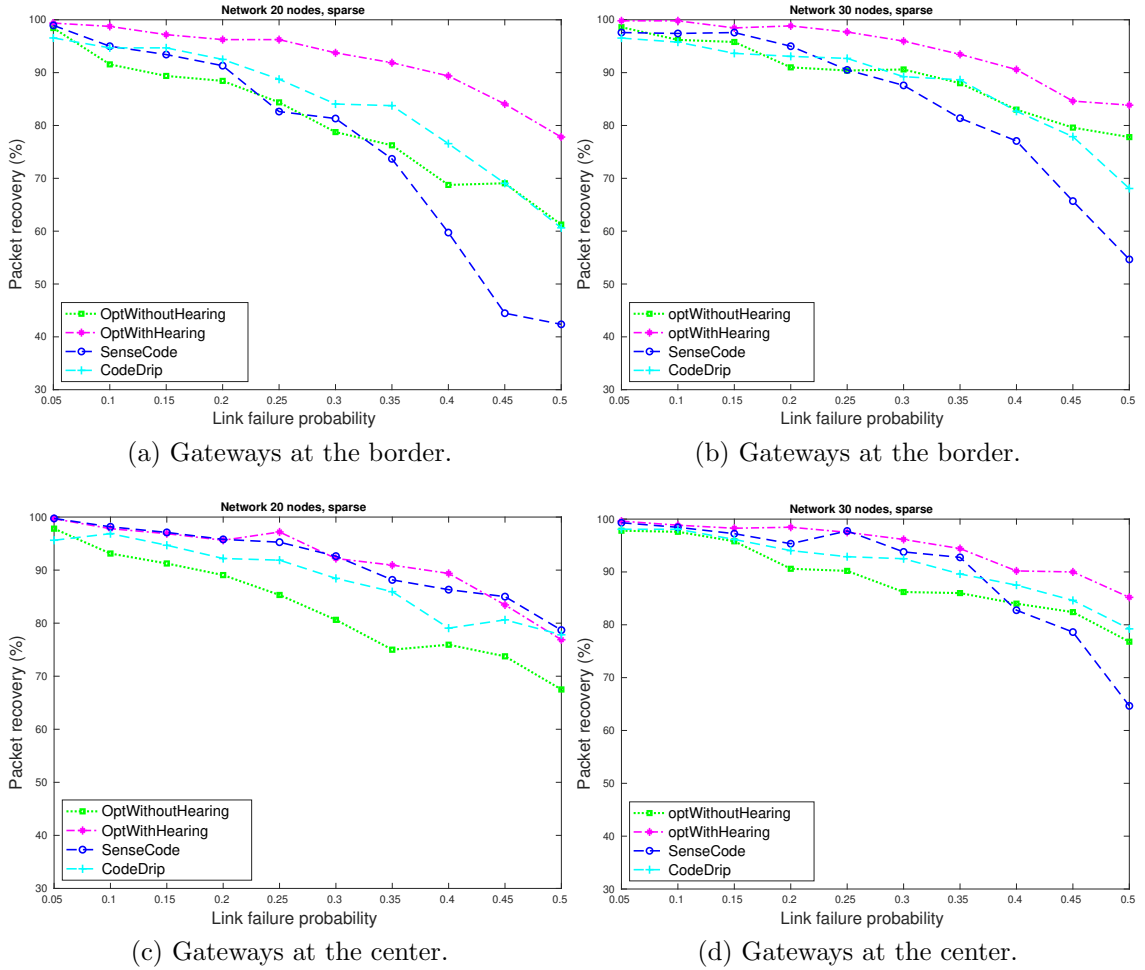 Network 20 nodes, sparse
100
90
80
70
60
50
40
30
Packet recovery (%)
OptWithoutHearing
OptWithHearing
SenseCode
CodeDrip
0.05 0.1 0.15 0.2 0.25 0.3 0.35 0.4 0.45 0.5
Link failure probability
(a) Gateways at the border.
Network 30 nodes, sparse
100
90
80
70
60
50
40
30
Packet recovery (%)
optWithoutHearing
optWithHearing
SenseCode
CodeDrip
0.05 0.1 0.15 0.2 0.25 0.3 0.35 0.4 0.45 0.5
Link failure probability
(b) Gateways at the border.
Network 20 nodes, sparse
100
90
80
70
60
50
40
30
Packet recovery (%)
OptWithoutHearing
OptWithHearing
SenseCode
CodeDrip
0.05 0.1 0.15 0.2 0.25 0.3 0.35 0.4 0.45 0.5
Link failure probability
(c) Gateways at the center.
Network 30 nodes, sparse
100
90
80
70
60
50
40
30
Packet recovery (%)
optWithoutHearing
optWithHearing
SenseCode
CodeDrip
0.05 0.1 0.15 0.2 0.25 0.3 0.35 0.4 0.45 0.5
Link failure probability
(d) Gateways at the center.